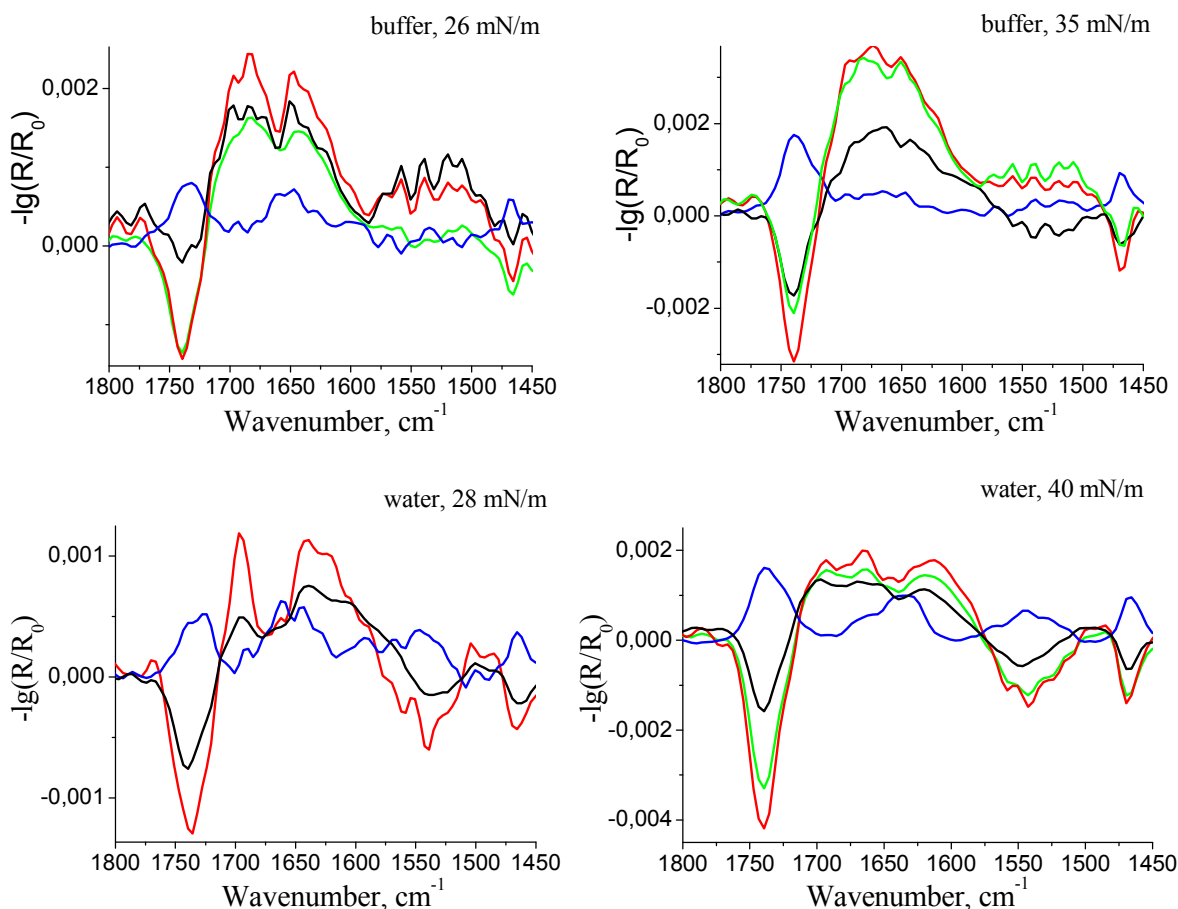 buffer, 26 mN/m
0,002
0,000
-lg(R/R0)
1800 1750 1700 1650 1600 1550 1500 1450
Wavenumber, cm-1
buffer, 35 mN/m
0,002
0,000
-0,002
-lg(R/R0)
1800 1750 1700 1650 1600 1550 1500 1450
Wavenumber, cm-1
water, 28 mN/m
0,001
0,000
-0,001
-lg(R/R0)
1800 1750 1700 1650 1600 1550 1500 1450
Wavenumber, cm-1
water, 40 mN/m
0,002
0,000
-0,002
-0,004
-lg(R/R0)
1800 1750 1700 1650 1600 1550 1500 1450
Wavenumber, cm-1